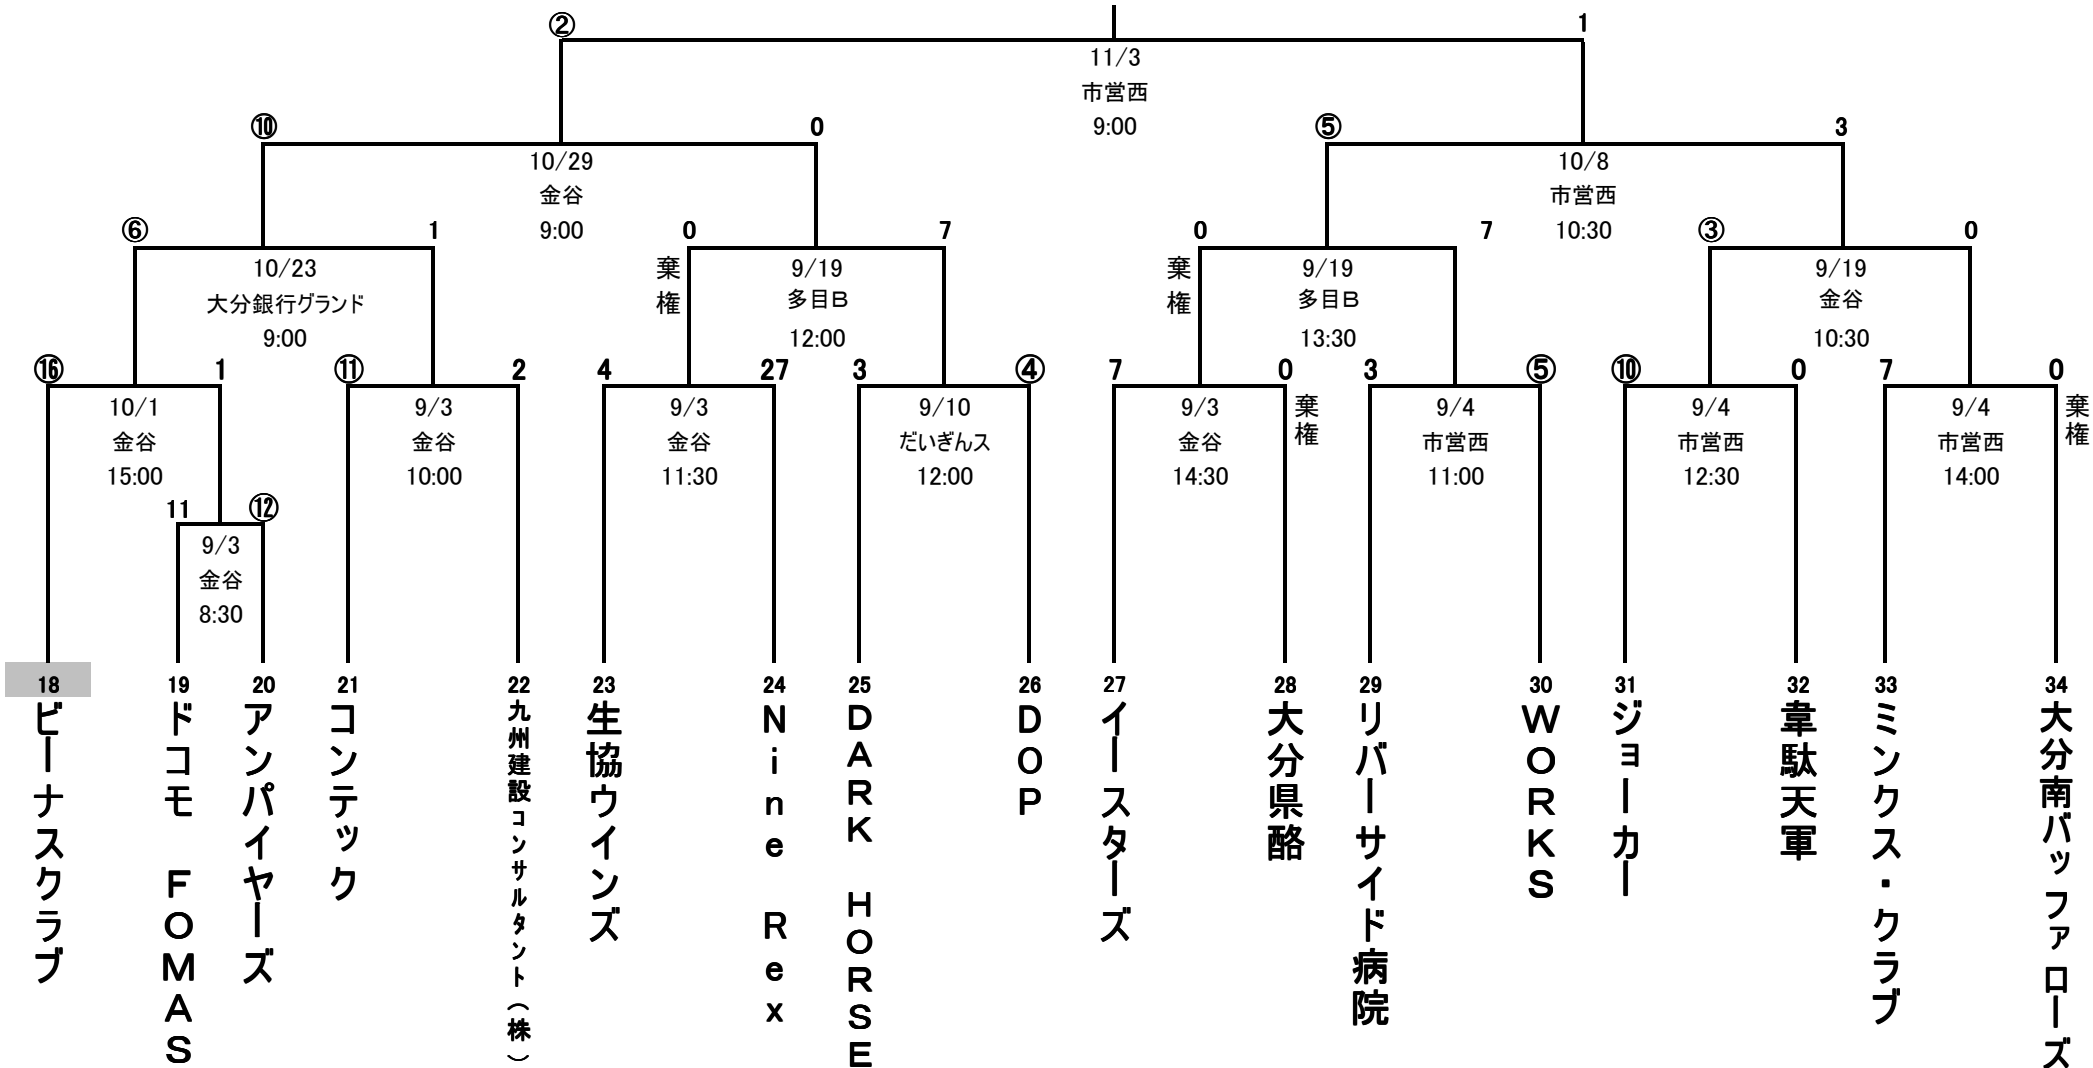 ② 1
11/3
市営西
9:00
⑩ 0
10/29
金谷
9:00
⑤ 3
10/8
市営西
10:30
⑥ 1
10/23
大分銀行グランド
9:00
0 7
棄権
9/19
多目B
12:00
0 7
棄権
9/19
多目B
13:30
③ 0
9/19
金谷
10:30
⑯ 1
10/1
金谷
15:00
⑪ 2
9/3
金谷
10:00
4 27
9/3
金谷
11:30
3 ④
9/10
だいぎんス
12:00
7 0
9/3
金谷
14:30
棄権
3 ⑤
9/4
市営西
11:00
⑩ 0
9/4
市営西
12:30
7 0
9/4
市営西
14:00
棄権
11 ⑫
9/3
金谷
8:30
18
ビーナスクラブ
19
ドコモ FOMAS
20
アンパイヤーズ
21
コンテック
22
九州建設コンサルタント(株)
23
生協ウインズ
24
Nine Rex
25
DARK HORSE
26
DOP
27
イースターズ
28
大分県酪
29
リバーサイド病院
30
WORKS
31
ジョーカー
32
韋駄天軍
33
ミンクス・クラブ
34
大分南バッファローズ